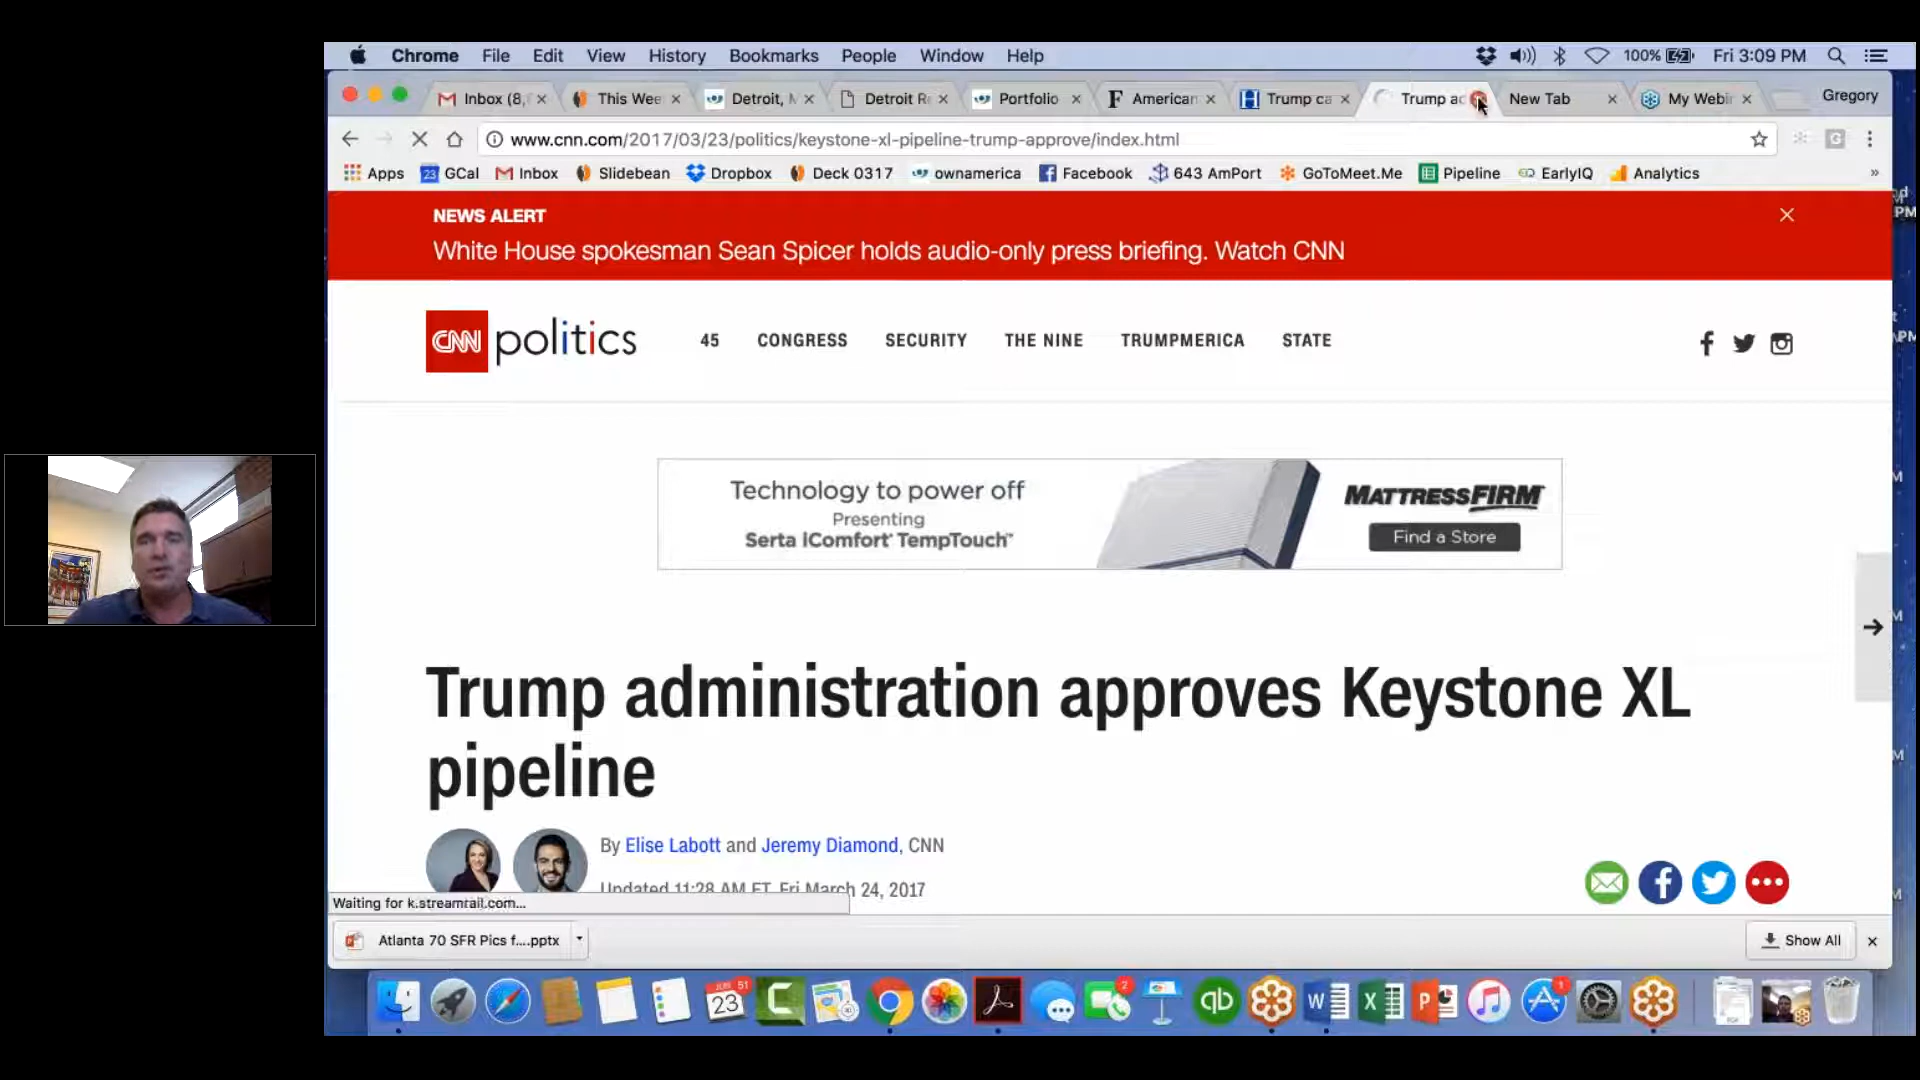 Chrome File Edit View History Bookmarks People Window Help 100% Fri 3:09 PM
Inbox (8, This Wee Detroit, M Detroit R Portfolio American Trump ca Trump ad New Tab My Webi Gregory
www.cnn.com/2017/03/23/politics/keystone-xl-pipeline-trump-approve/index.html
Apps 23 GCal Inbox Slidebean Dropbox Deck 0317 ownamerica Facebook 643 AmPort GoToMeet.Me Pipeline EarlyIQ Analytics »
NEWS ALERT
White House spokesman Sean Spicer holds audio-only press briefing. Watch CNN
CNN politics 45 CONGRESS SECURITY THE NINE TRUMPMERICA STATE
Technology to power off
Presenting
Serta iComfort® TempTouch™
MATTRESSFIRM
Find a Store
Trump administration approves Keystone XL
pipeline
By Elise Labott and Jeremy Diamond, CNN
Updated 11:28 AM ET, Fri March 24, 2017
Waiting for k.streamrail.com...
Atlanta 70 SFR Pics f....pptx
Show All
23